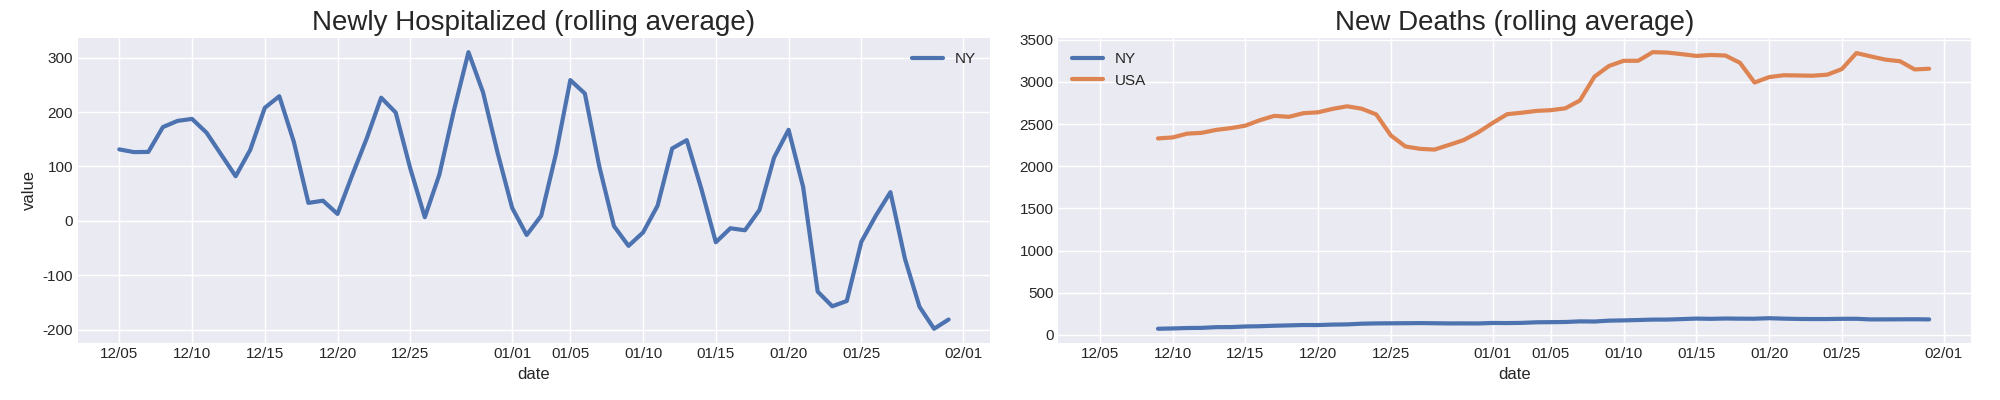 Newly Hospitalized (rolling average)
NY
300
200
100
0
-100
-200
value
12/05 12/10 12/15 12/20 12/25 01/01 01/05 01/10 01/15 01/20 01/25 02/01
date
New Deaths (rolling average)
NY
USA
3500
3000
2500
2000
1500
1000
500
0
12/05 12/10 12/15 12/20 12/25 01/01 01/05 01/10 01/15 01/20 01/25 02/01
date